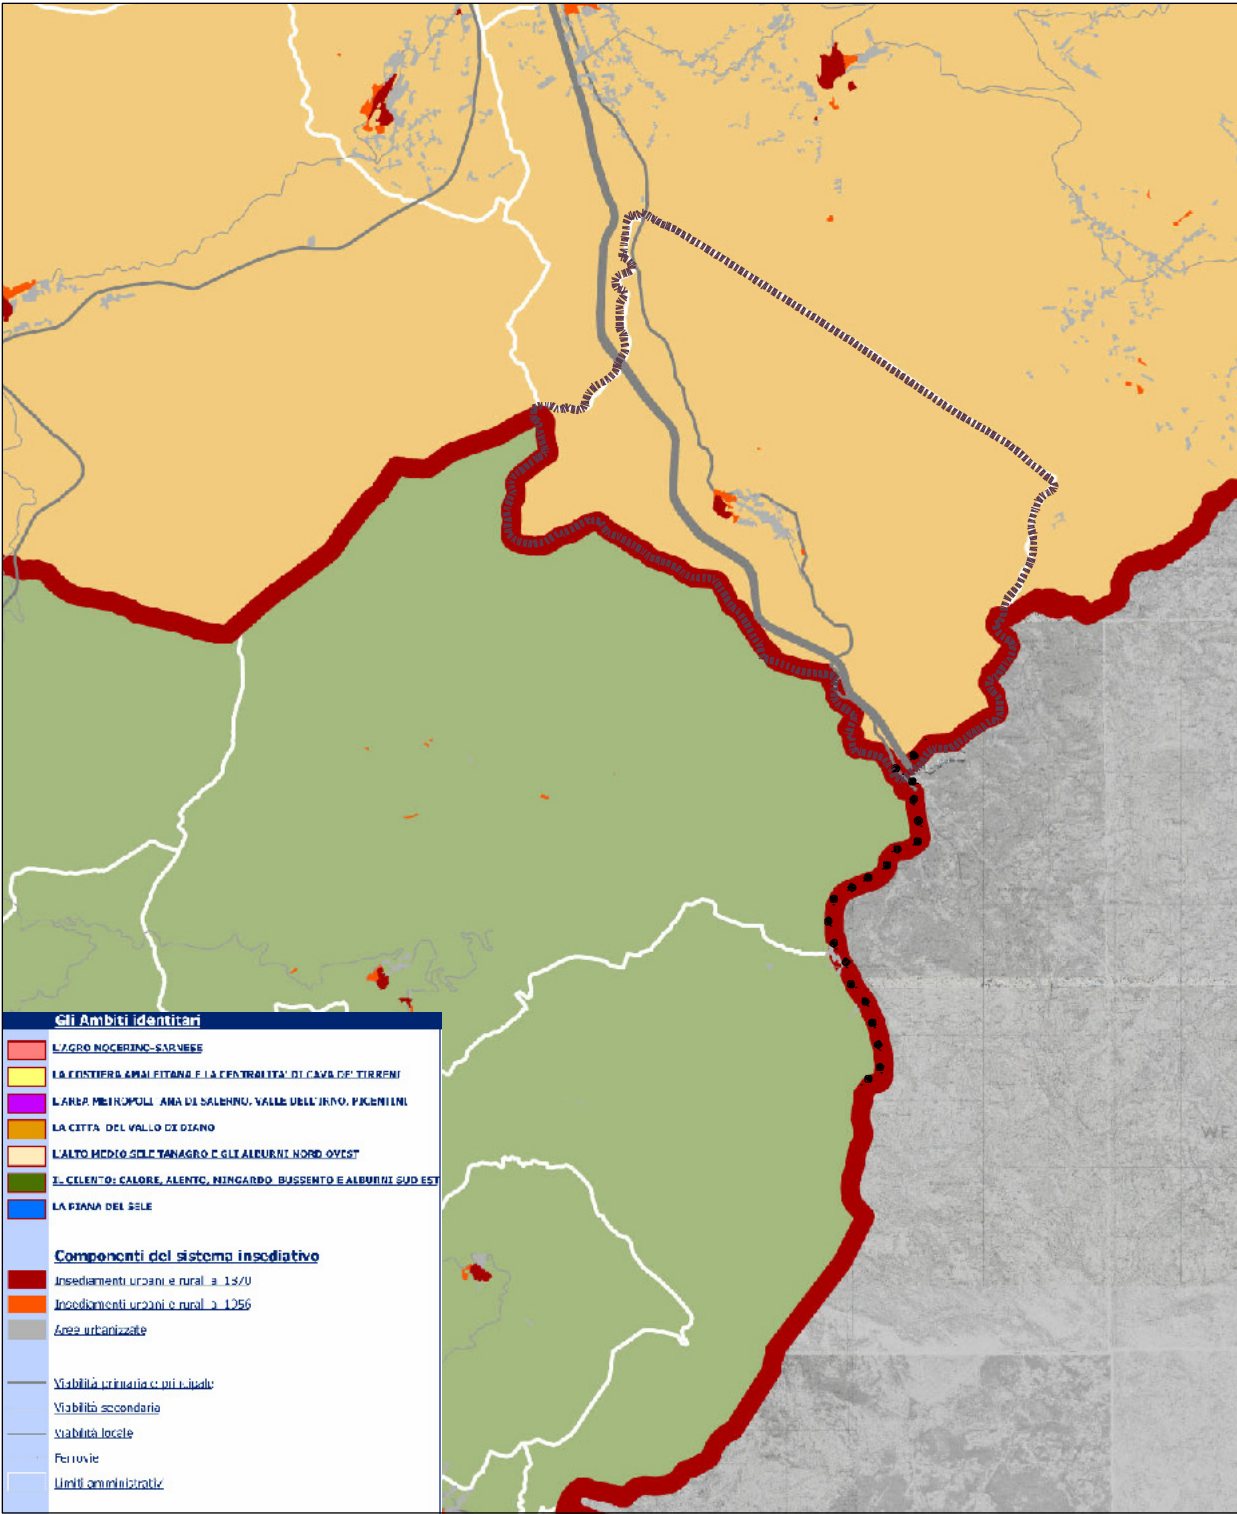 Gli Ambiti identitari
L'AGRO NOCERINO-SARNESE
LA COSTIERA AMALFITANA E LA CENTRALITA' DI CAVA DE' TIRRENI
L'AREA METROPOLITANA DI SALERNO, VALLE DELL'IRNO, PICENTINI
LA CITTA' DEL VALLO DI DIANO
L'ALTO MEDIO SELE TANAGRO E GLI ALBURNI NORD OVEST
IL CILENTO: CALORE, ALENTO, MINGARDO, BUSSENTO E ALBURNI SUD EST
LA PIANA DEL SELE
Componenti del sistema insediativo
Insediamenti urbani e rurali al 1870
Insediamenti urbani e rurali al 1956
Aree urbanizzate
Viabilità primaria e principale
Viabilità secondaria
Viabilità locale
Ferrovie
Limiti amministrativi
WE